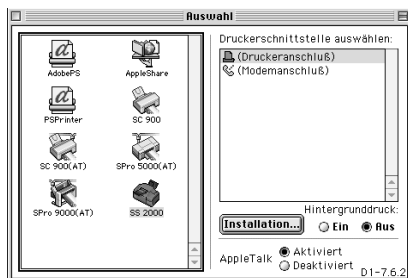 Auswahl
AdobePS
AppleShare
PSPrinter
SC 900
SC 900(AT)
SPro 5000(AT)
SPro 9000(AT)
SS 2000
Druckerschnittstelle auswählen:
(Druckeranschluß)
(Modemanschluß)
Hintergrunddruck:
Installation...
Ein
Aus
AppleTalk
Aktiviert
Deaktiviert
D1-7.6.2